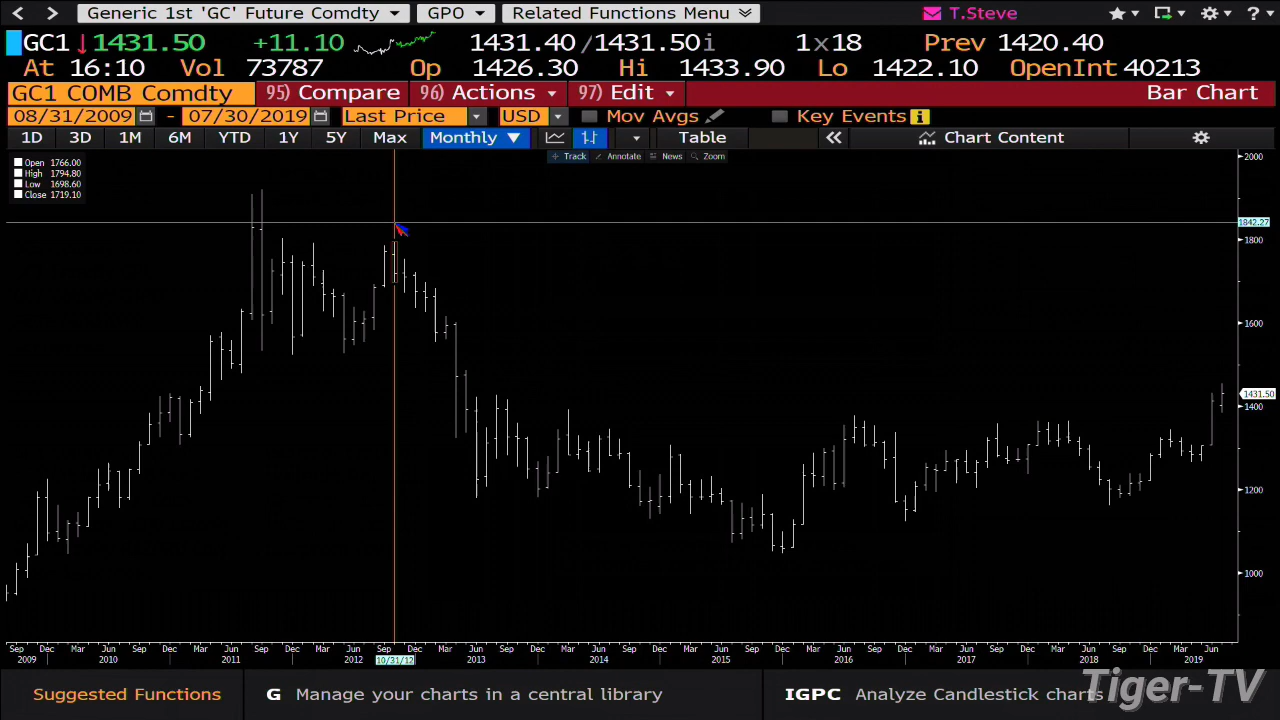 Generic 1st 'GC' Future Comdty GPO Related Functions Menu T.Steve ?
GC1 1431.50 +11.10 1431.40 /1431.50i 1x18 Prev 1420.40
At 16:10 Vol 73787 Op 1426.30 Hi 1433.90 Lo 1422.10 OpenInt 40213
GC1 COMB Comdty 95) Compare 96) Actions 97) Edit Bar Chart
08/31/2009 - 07/30/2019 Last Price USD Mov Avgs Key Events i
1D 3D 1M 6M YTD 1Y 5Y Max Monthly Table Chart Content
Track Annotate News Zoom
Open 1766.00
High 1794.80
Low 1698.60
Close 1719.10
2000
1842.27
1800
1600
1431.50
1400
1200
1000
Sep Dec Mar Jun Sep Dec Mar Jun Sep Dec Mar Jun Sep Dec Mar Jun Sep Dec Mar Jun Sep Dec Mar Jun Sep Dec Mar Jun Sep Dec Mar Jun Sep Dec Mar Jun Sep Dec Mar Jun
2009 2010 2011 2012 10/31/12 2013 2014 2015 2016 2017 2018 2019
Suggested Functions G Manage your charts in a central library IGPC Analyze Candlestick charts
Tiger-TV